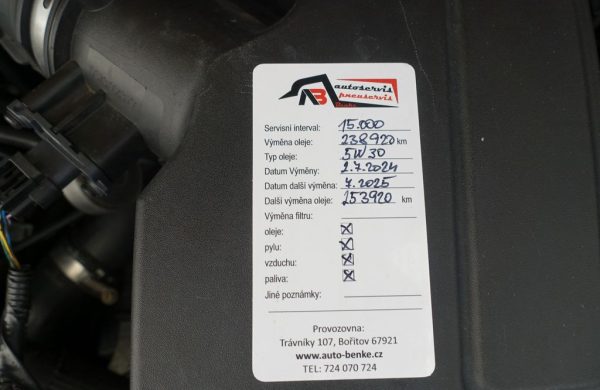 autoservis
AB pneuservis
Benke
Servisní interval: 15.000
Výměna oleje: 238920 km
Typ oleje: 5W30
Datum Výměny: 2.7.2024
Datum další výměna: 7.2025
Další výměna oleje: 253920 km
Výměna filtru:
oleje: X
pylu: X
vzduchu: X
paliva: X
Jiné poznámky:
Provozovna:
Trávníky 107, Bořitov 67921
www.auto-benke.cz
TEL: 724 070 724